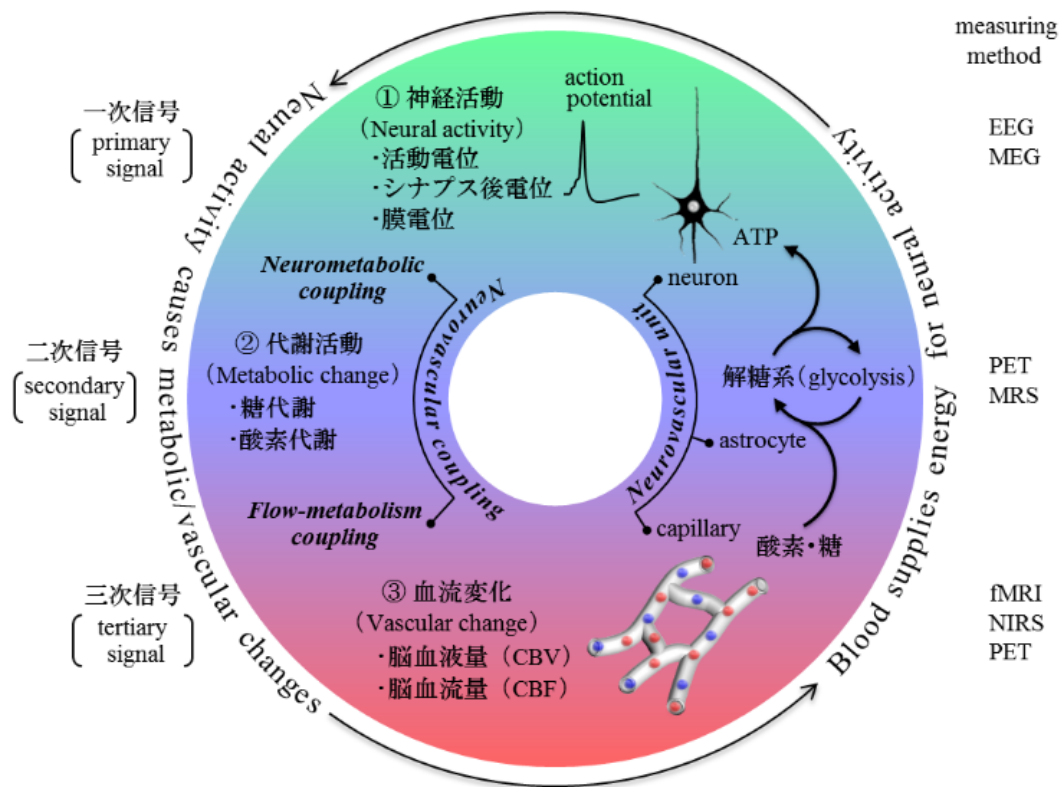 measuring
method
一次信号
primary
signal
① 神経活動
(Neural activity)
・活動電位
・シナプス後電位
・膜電位
action
potential
EEG
MEG
ATP
neuron
Neurometabolic
coupling
Neurovascular coupling
Neurovascular unit
二次信号
secondary
signal
② 代謝活動
(Metabolic change)
・糖代謝
・酸素代謝
解糖系(glycolysis)
PET
MRS
astrocyte
Flow-metabolism
coupling
capillary
酸素・糖
三次信号
tertiary
signal
③ 血流変化
(Vascular change)
・脳血液量(CBV)
・脳血流量(CBF)
fMRI
NIRS
PET
Neural activity causes metabolic/vascular changes
Blood supplies energy for neural activity